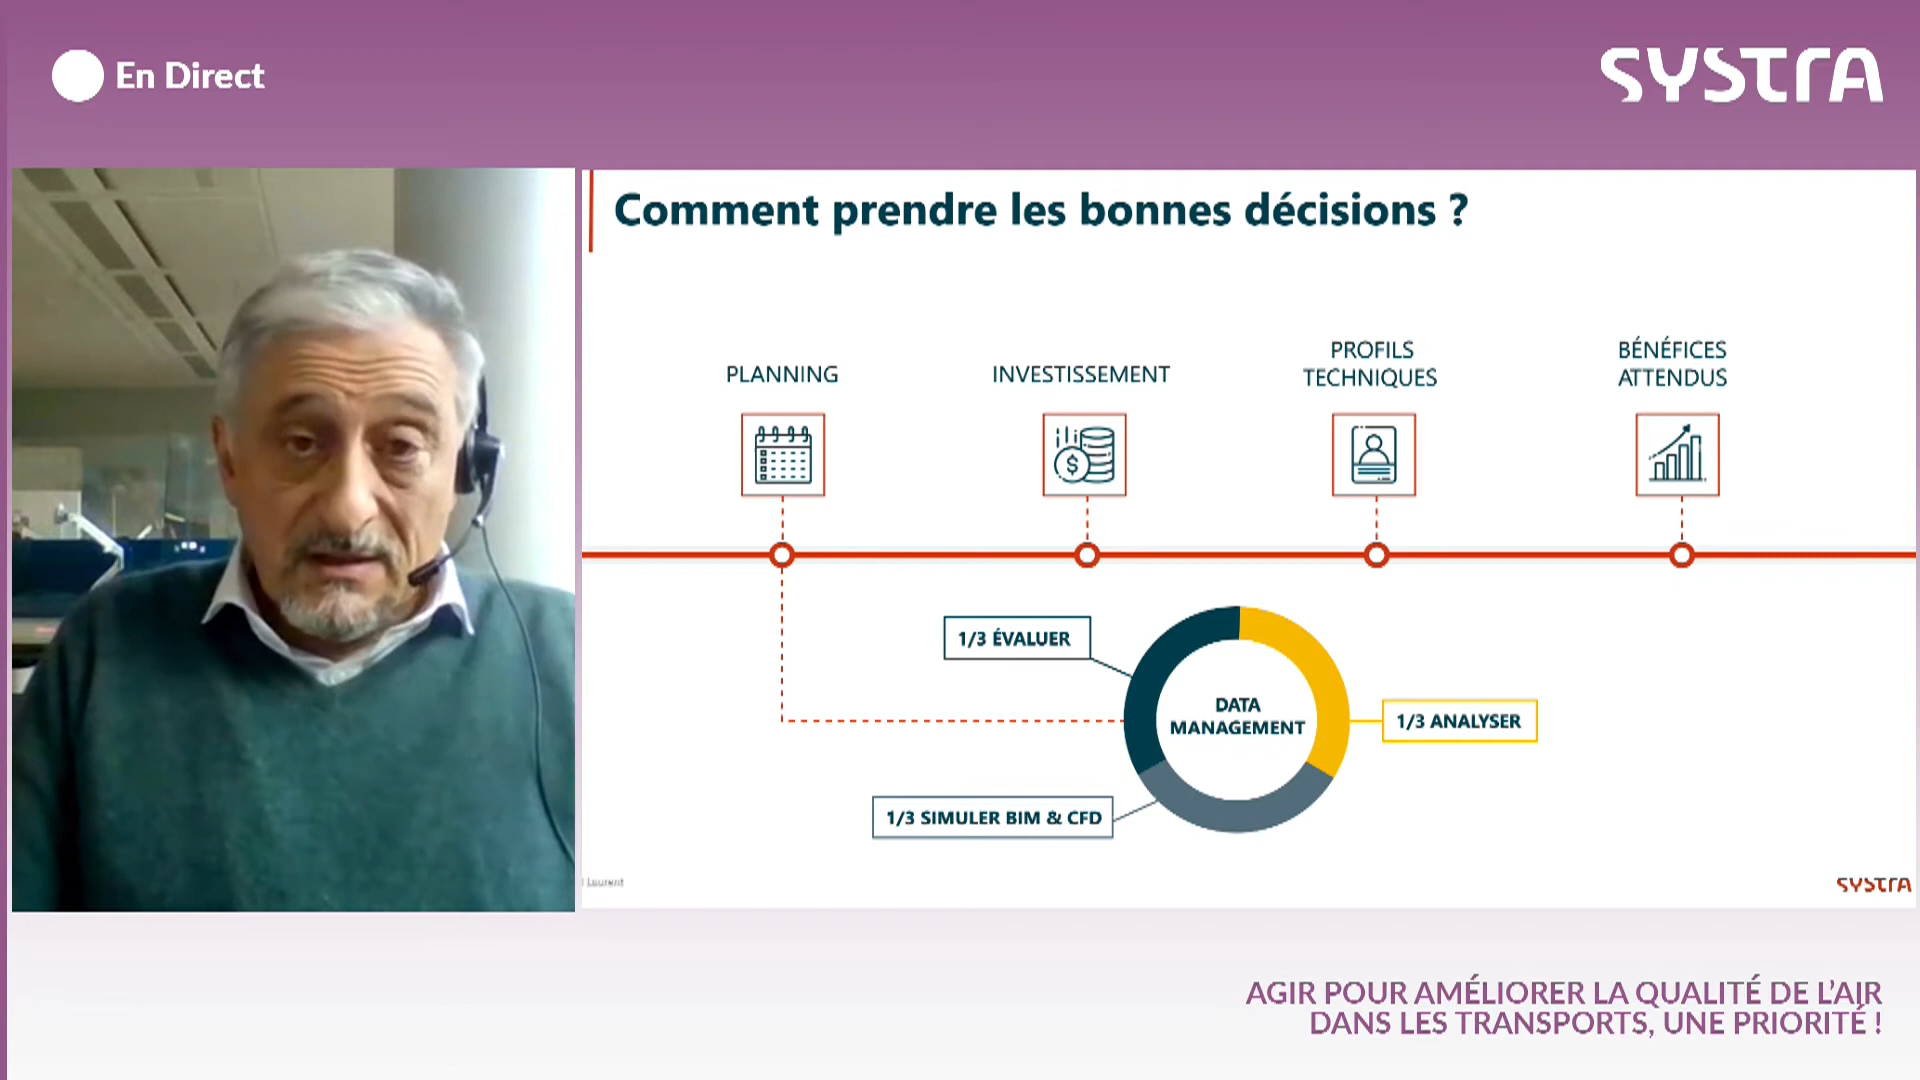 En Direct
SYSTRA
Comment prendre les bonnes décisions ?
PLANNING
INVESTISSEMENT
PROFILS
TECHNIQUES
BÉNÉFICES
ATTENDUS
$
1/3 ÉVALUER
DATA
MANAGEMENT
1/3 ANALYSER
1/3 SIMULER BIM & CFD
Laurent
SYSTRA
AGIR POUR AMÉLIORER LA QUALITÉ DE L'AIR
DANS LES TRANSPORTS, UNE PRIORITÉ !